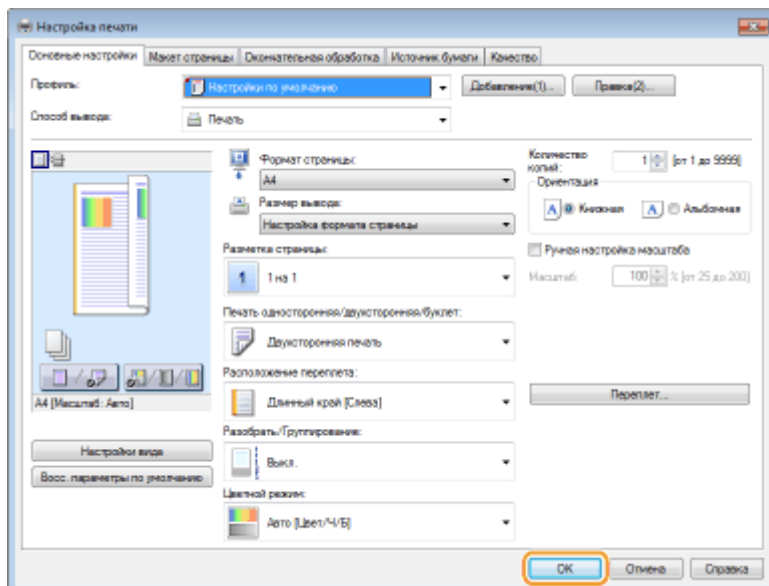 Настройка печати
Основные настройки Макет страницы Окончательная обработка Источник бумаги Качество
Профиль: Настройки по умолчанию Добавление(1)... Правка(2)...
Способ вывода: Печать
Формат страницы:
A4
Размер вывода:
Настройка формата страницы
Разметка страницы:
1 1 на 1
Печать односторонняя/двухсторонняя/буклет:
Двухсторонняя печать
Расположение переплета:
Длинный край [Слева]
Разобрать/Группирование:
Выкл.
Цветной режим:
Авто [Цвет/Ч/Б]
Количество копий: 1 [от 1 до 9999]
Ориентация
A Книжная A Альбомная
Ручная настройка масштаба
Масштаб: 100 % [от 25 до 200]
Переплет...
A4 [Масштаб: Авто]
Настройки вида
Восс. параметры по умолчанию
OK Отмена Справка